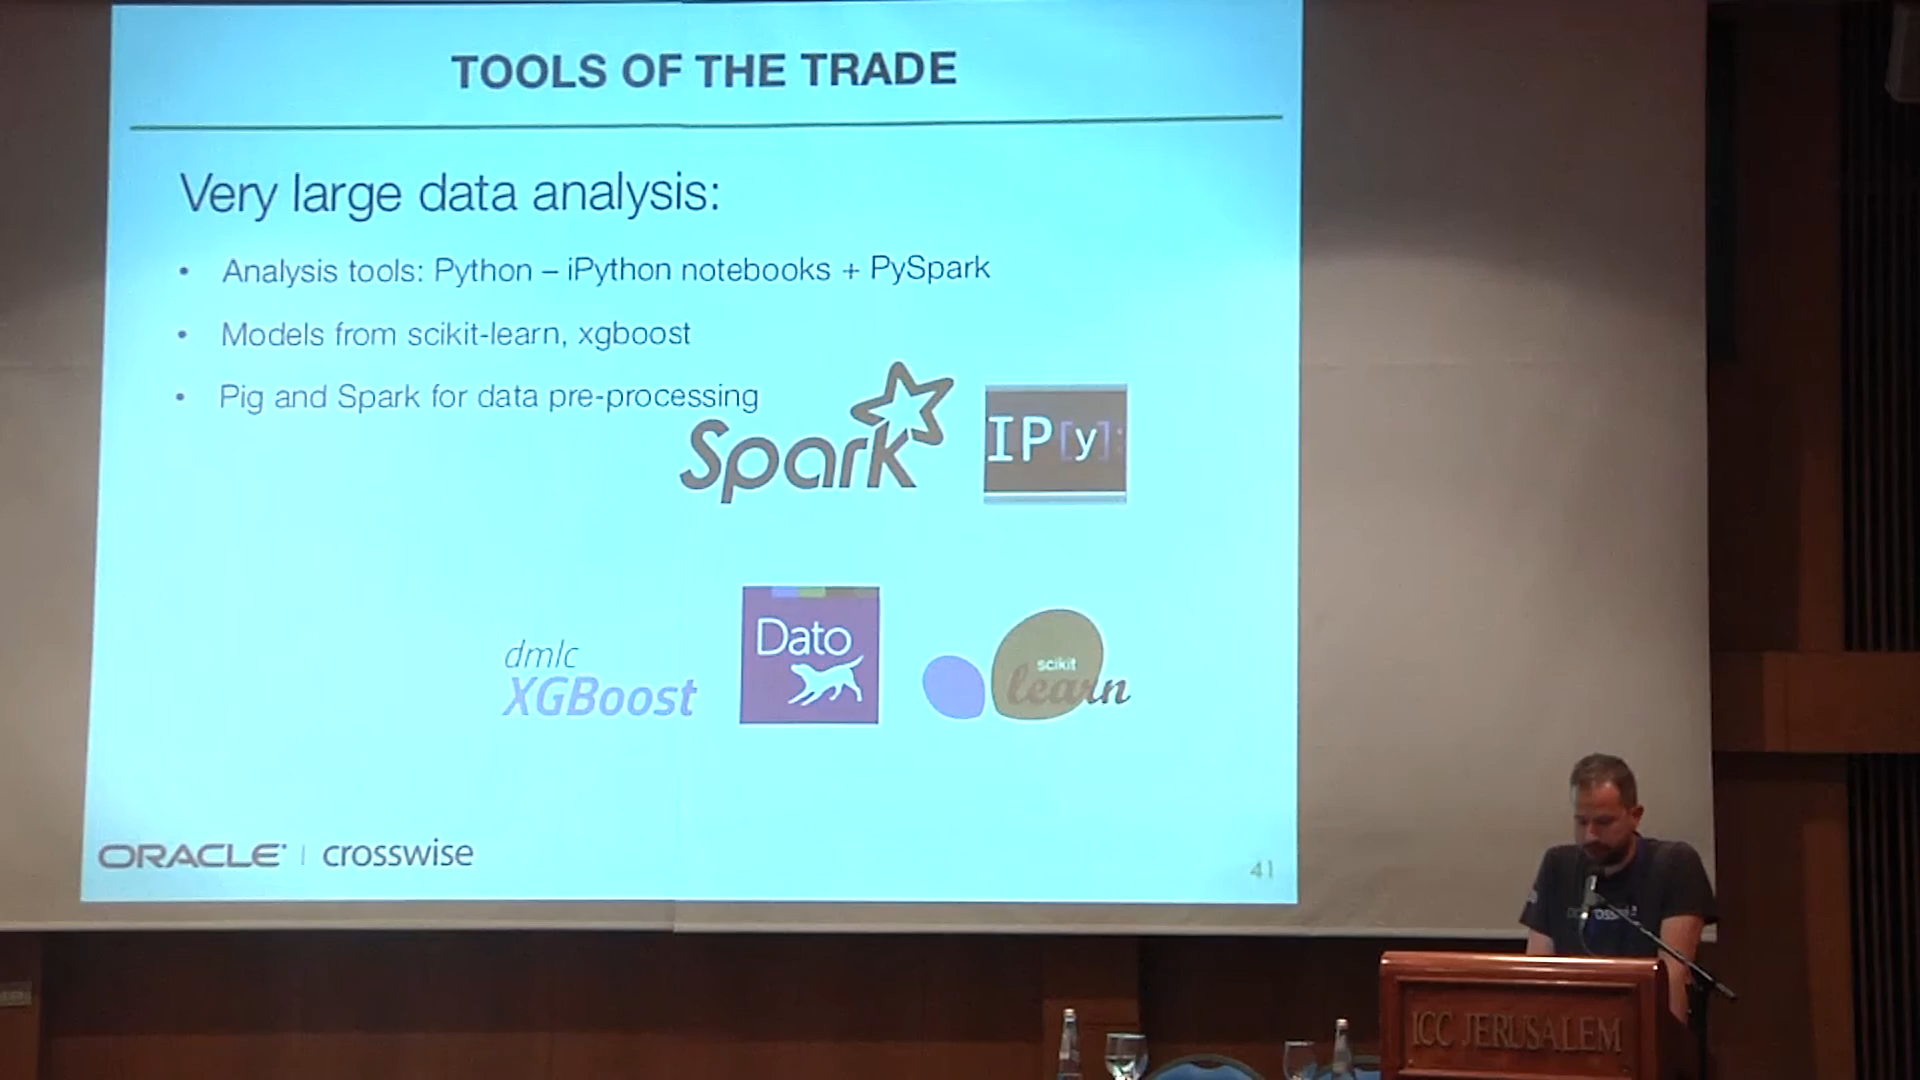 TOOLS OF THE TRADE
Very large data analysis:
• Analysis tools: Python – iPython notebooks + PySpark
• Models from scikit-learn, xgboost
• Pig and Spark for data pre-processing
Spark
IP[y]:
dmlc
XGBoost
Dato
scikit
learn
ORACLE | crosswise
41
ICC JERUSALEM